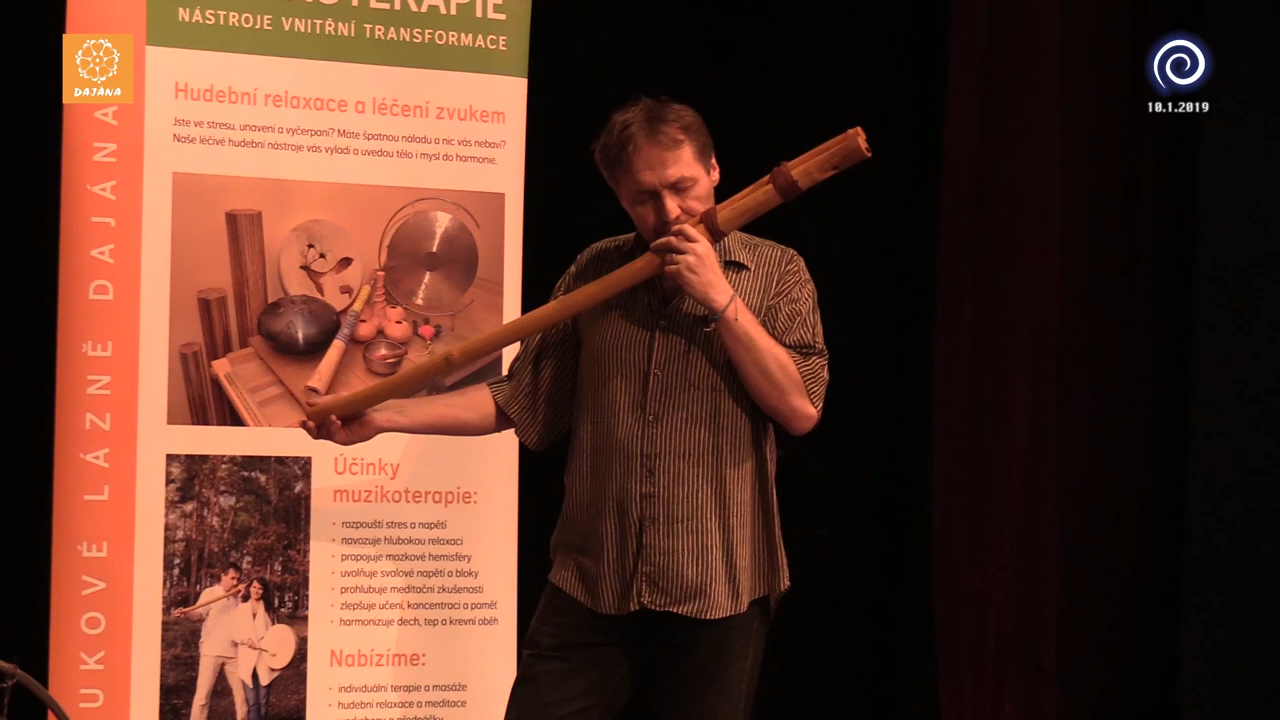 NÁSTROJE VNITŘNÍ TRANSFORMACE
DAJÁNA
10.1.2019
UKOVÉ LÁZNĚ DAJÁNA
Hudební relaxace a léčení zvukem
Jste ve stresu, unavení a vyčerpaní? Máte špatnou náladu a nic vás nebaví?
Naše léčivé hudební nástroje vás vyladí a uvedou tělo i mysl do harmonie.
Účinky
muzikoterapie:
• rozpouští stres a napětí
• navozuje hlubokou relaxaci
• propojuje mozkové hemisféry
• uvolňuje svalové napětí a bloky
• prohlubuje meditační zkušenosti
• zlepšuje učení, koncentraci a paměť
• harmonizuje dech, tep a krevní oběh
Nabízíme:
• individuální terapie a masáže
• hudební relaxace a meditace